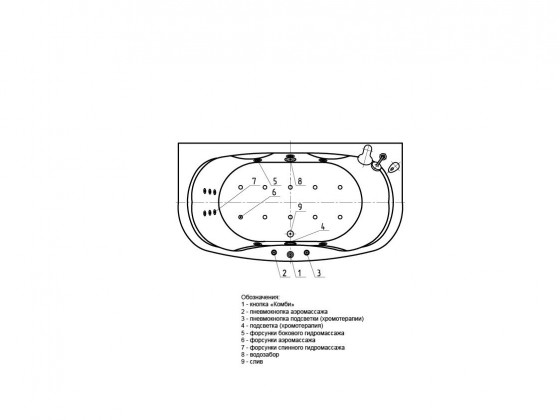 5
8
7
6
9
4
2
1
3
Обозначения:
1 - кнопка «Комби»
2 - пневмокнопка аэромассажа
3 - пневмокнопка подсветки (хромотерапии)
4 - подсветка (хромотерапия)
5 - форсунки бокового гидромассажа
6 - форсунки аэромассажа
7 - форсунки спинного гидромассажа
8 - водозабор
9 - слив